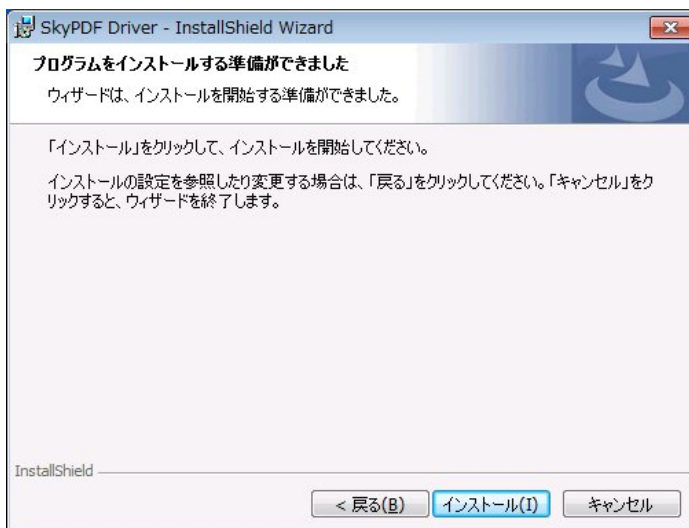 SkyPDF Driver - InstallShield Wizard
プログラムをインストールする準備ができました
ウィザードは、インストールを開始する準備ができました。
「インストール」をクリックして、インストールを開始してください。
インストールの設定を参照したり変更する場合は、「戻る」をクリックしてください。「キャンセル」をク
リックすると、ウィザードを終了します。
InstallShield
< 戻る(B) インストール(I) キャンセル